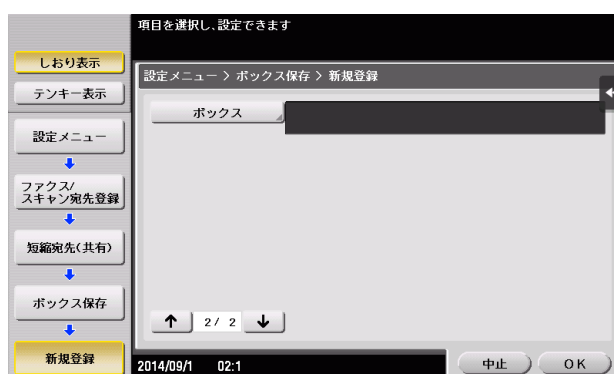 項目を選択し、設定できます
しおり表示
テンキー表示
設定メニュー > ボックス保存 > 新規登録
ボックス
設定メニュー
ファクス/
スキャン宛先登録
短縮宛先(共有)
ボックス保存
新規登録
↑ 2/ 2 ↓
2014/09/1 02:1
中止
OK